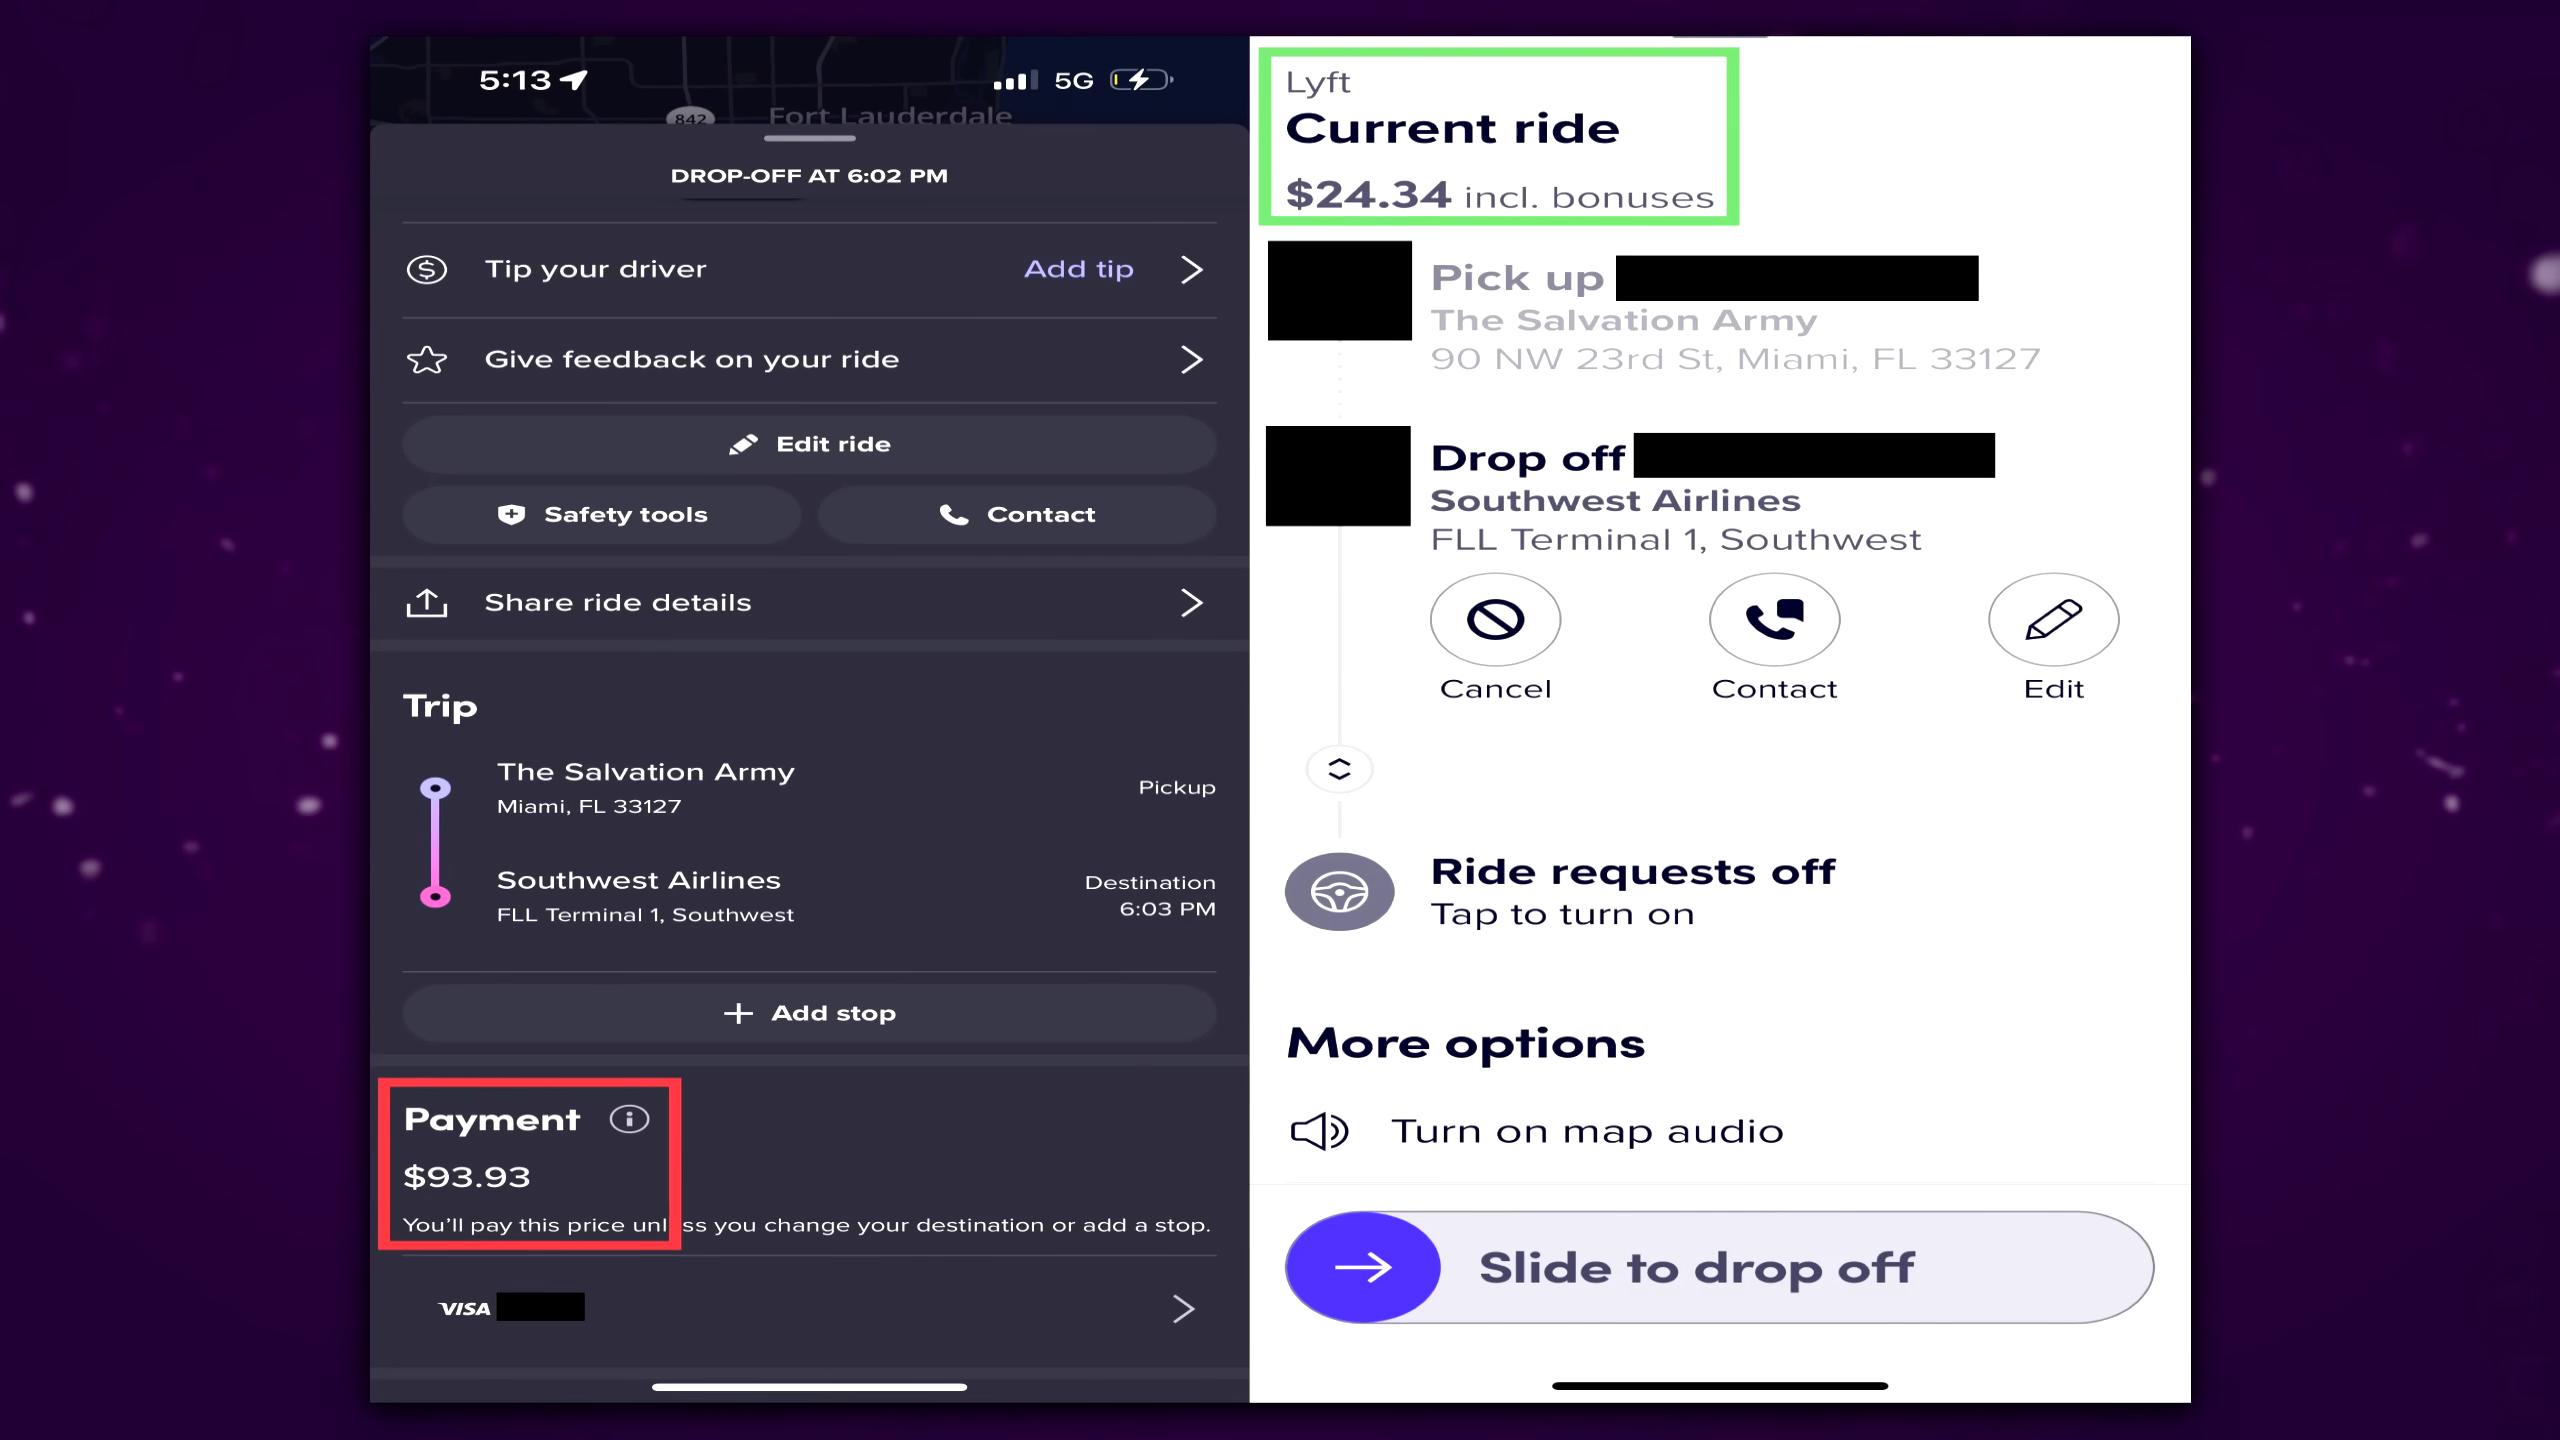 5:13
5G
842
Fort Lauderdale
DROP-OFF AT 6:02 PM
Tip your driver
Add tip
Give feedback on your ride
Edit ride
Safety tools
Contact
Share ride details
Trip
The Salvation Army
Miami, FL 33127
Pickup
Southwest Airlines
FLL Terminal 1, Southwest
Destination
6:03 PM
Add stop
Payment
$93.93
You'll pay this price unless you change your destination or add a stop.
VISA
Lyft
Current ride
$24.34 incl. bonuses
Pick up
The Salvation Army
90 NW 23rd St, Miami, FL 33127
Drop off
Southwest Airlines
FLL Terminal 1, Southwest
Cancel
Contact
Edit
Ride requests off
Tap to turn on
More options
Turn on map audio
Slide to drop off